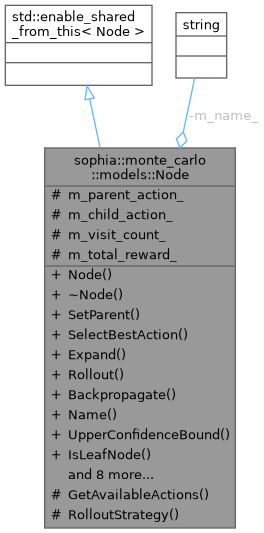 std::enable_shared
_from_this< Node >
string
-m_name_
sophia::monte_carlo
::models::Node
# m_parent_action_
# m_child_action_
# m_visit_count_
# m_total_reward_
+ Node()
+ ~Node()
+ SetParent()
+ SelectBestAction()
+ Expand()
+ Rollout()
+ Backpropagate()
+ Name()
+ UpperConfidenceBound()
+ IsLeafNode()
and 8 more...
# GetAvailableActions()
# RolloutStrategy()